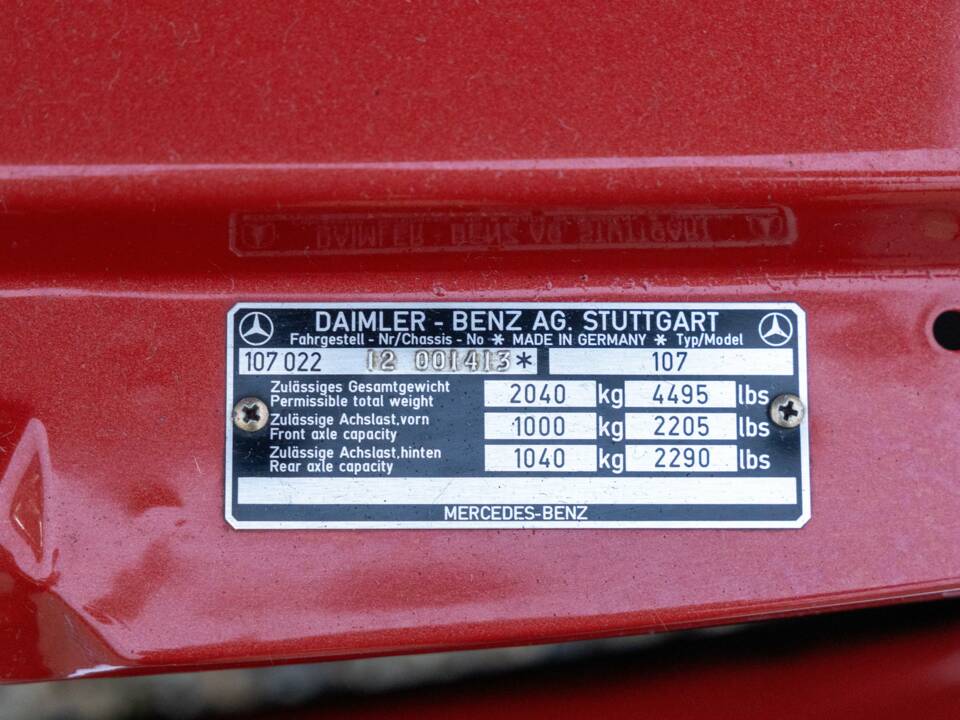 DAIMLER - BENZ AG. STUTTGART
Fahrgestell - Nr/Chassis - No * MADE IN GERMANY * Typ/Model
107 022 12 001413* 107
Zulässiges Gesamtgewicht
Permissible total weight 2040 kg 4495 lbs
Zulässige Achslast,vorn
Front axle capacity 1000 kg 2205 lbs
Zulässige Achslast,hinten
Rear axle capacity 1040 kg 2290 lbs
MERCEDES-BENZ